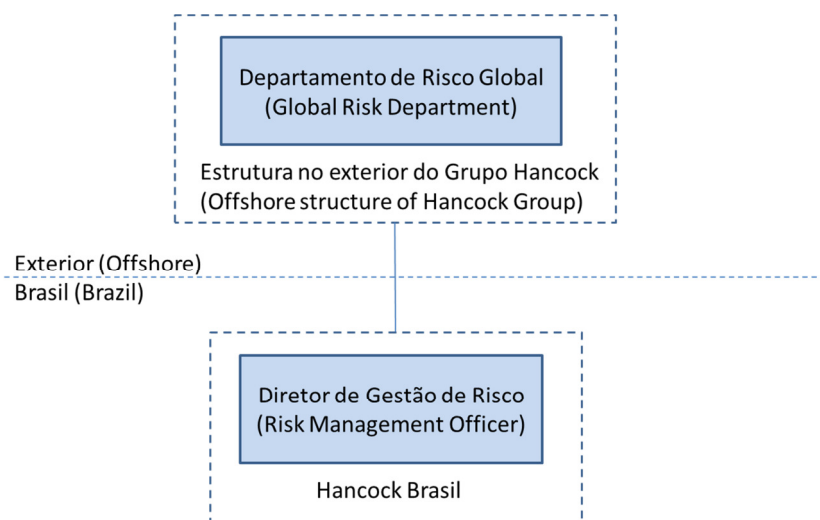 Departamento de Risco Global
(Global Risk Department)
Estrutura no exterior do Grupo Hancock
(Offshore structure of Hancock Group)
Exterior (Offshore)
Brasil (Brazil)
Diretor de Gestão de Risco
(Risk Management Officer)
Hancock Brasil